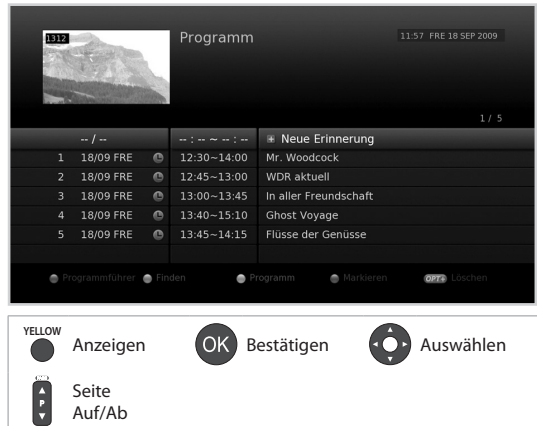 1312
Programm
11:57 FRE 18 SEP 2009
1 / 5
-- / -- -- : -- ~ -- : -- Neue Erinnerung
1 18/09 FRE 12:30~14:00 Mr. Woodcock
2 18/09 FRE 12:45~13:00 WDR aktuell
3 18/09 FRE 13:00~13:45 In aller Freundschaft
4 18/09 FRE 13:40~15:10 Ghost Voyage
5 18/09 FRE 13:45~14:15 Flüsse der Genüsse
Programmführer Finden Programm Markieren OPT+ Löschen
YELLOW Anzeigen OK Bestätigen Auswählen
P Seite
Auf/Ab